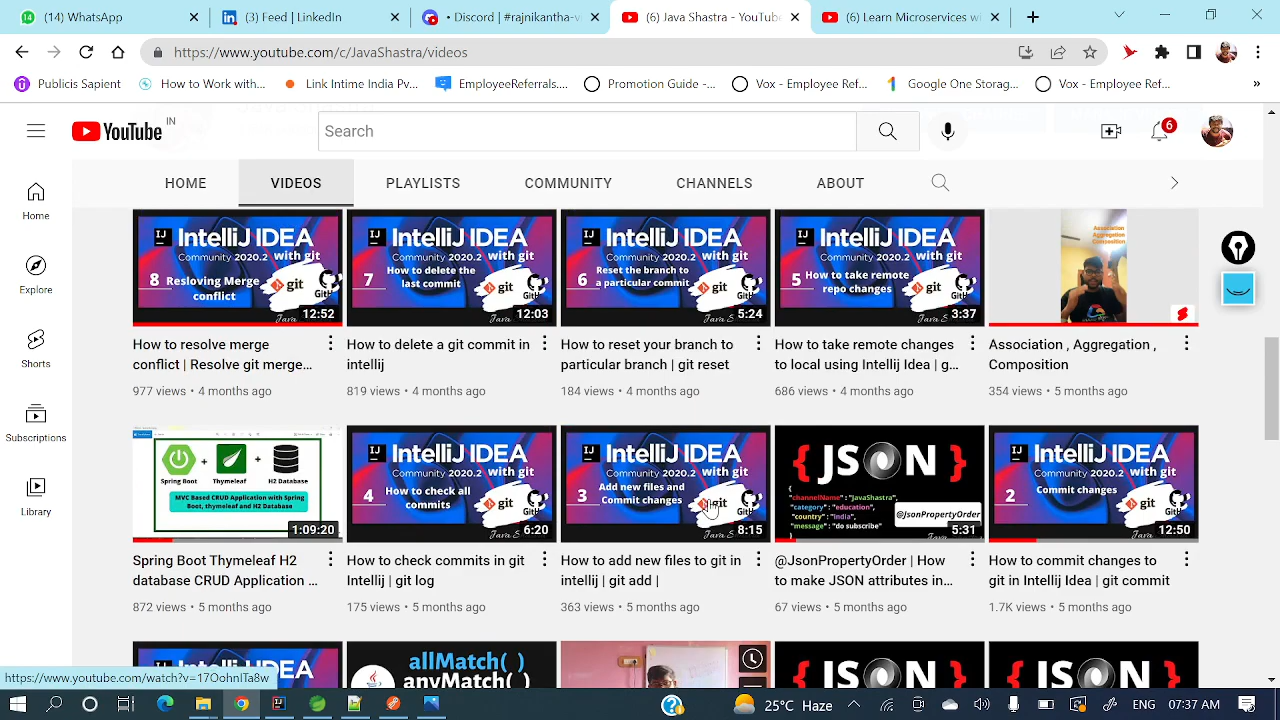 (14) WhatsApp
(99+)
• Discord | #rajnikantha-v
Java Shastra - YouTube
Spring Microservices wi
https://www.youtube.com/c/JavaShastra/videos
Publicis Sapient
How to Work With...
Link Intime India Pv...
EmployeeReferrals...
Promotion Guide -...
Vox - Employee Ref...
Google Spring Cod...
Vox - Employee Ref...
»
YouTube IN
Search
6
HOME
VIDEOS
PLAYLISTS
COMMUNITY
CHANNELS
ABOUT
Home
Explore
Shorts
Subscriptions
Library
IJ IntelliJ IDEA
Community 2020.2 with git
8 Resloving Merge conflict
git
12:52
How to resolve merge
conflict | Resolve git merge...
977 views • 4 months ago
IJ IntelliJ IDEA
Community 2020.2 with git
7 How to delete the last commit
git
12:03
How to delete a git commit in
intellij
819 views • 4 months ago
IJ IntelliJ IDEA
Community 2020.2 with git
6 Reset the branch to a particular commit
git
5:24
How to reset your branch to
particular branch | git reset
184 views • 4 months ago
IJ IntelliJ IDEA
Community 2020.2 with git
5 How to take remote repo changes
git
3:37
How to take remote changes
to local using Intellij Idea | g...
686 views • 4 months ago
Association
Aggregation
Composition
Association , Aggregation ,
Composition
354 views • 5 months ago
Spring Boot + Thymeleaf + H2 Database
MVC Based CRUD Application with Spring
Boot, thymeleaf and H2 Database
1:09:20
Spring Boot Thymeleaf H2
database CRUD Application ...
872 views • 5 months ago
IJ IntelliJ IDEA
Community 2020.2 with git
4 How to check all commits
git
6:20
How to check commits in git
Intellij | git log
175 views • 5 months ago
IJ IntelliJ IDEA
Community 2020.2 with git
3 Add new files and Commit changes
git
8:15
How to add new files to git in
intellij | git add |
363 views • 5 months ago
{ JSON }
{
"channelName" : "JavaShastra",
"category" : "education",
"country" : "India",
"message" : "do subscribe"
}
@JsonPropertyOrder
5:31
@JsonPropertyOrder | How
to make JSON attributes in...
67 views • 5 months ago
IJ IntelliJ IDEA
Community 2020.2 with git
2 Commit changes
git
12:50
How to commit changes to
git in Intellij Idea | git commit
1.7K views • 5 months ago
IntelliJ IDEA
allMatch( )
anyMatch( )
{ JSON }
{ JSON }
https://www.youtube.com/watch?v=17OohnITa8w
25°C Haze
ENG
07:37 AM